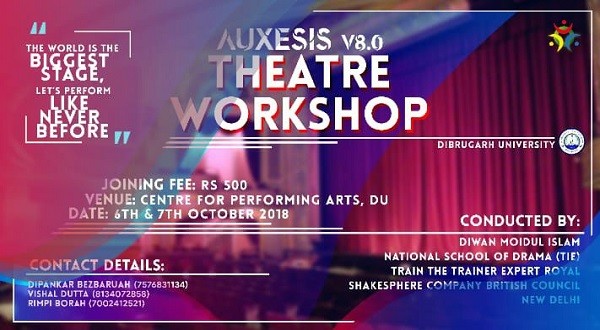 THE WORLD IS THE
BIGGEST
STAGE,
LET'S PERFORM
LIKE
NEVER
BEFORE
AUXESIS V8.0
THEATRE
WORKSHOP
DIBRUGARH UNIVERSITY
JOINING FEE: RS 500
VENUE: CENTRE FOR PERFORMING ARTS, DU
DATE: 6TH & 7TH OCTOBER 2018
CONDUCTED BY:
DIWAN MOIDUL ISLAM
NATIONAL SCHOOL OF DRAMA (TIE)
TRAIN THE TRAINER EXPERT ROYAL
SHAKESPHERE COMPANY BRITISH COUNCIL
NEW DELHI
CONTACT DETAILS:
DIPANKAR BEZBARUAH (7576831134)
VISHAL DUTTA (8134072858)
RIMPI BORAH (7002412521)